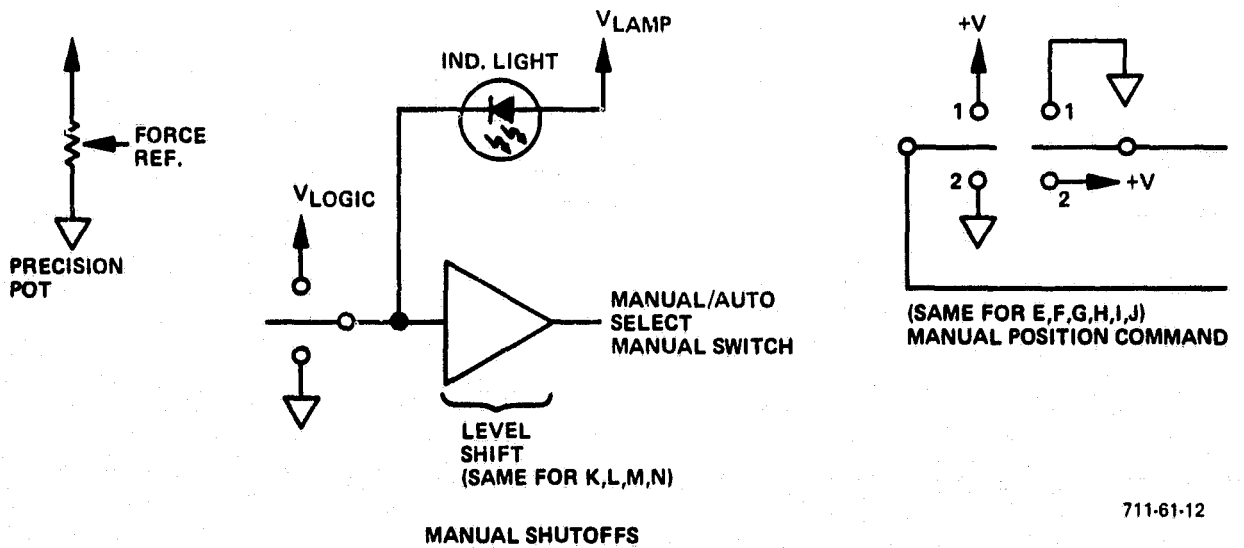 FORCE
REF.
PRECISION
POT
VLAMP
IND. LIGHT
VLOGIC
MANUAL/AUTO
SELECT
MANUAL SWITCH
LEVEL
SHIFT
(SAME FOR K,L,M,N)
MANUAL SHUTOFFS
+V
1
1
2
2
+V
(SAME FOR E,F,G,H,I,J)
MANUAL POSITION COMMAND
711-61-12